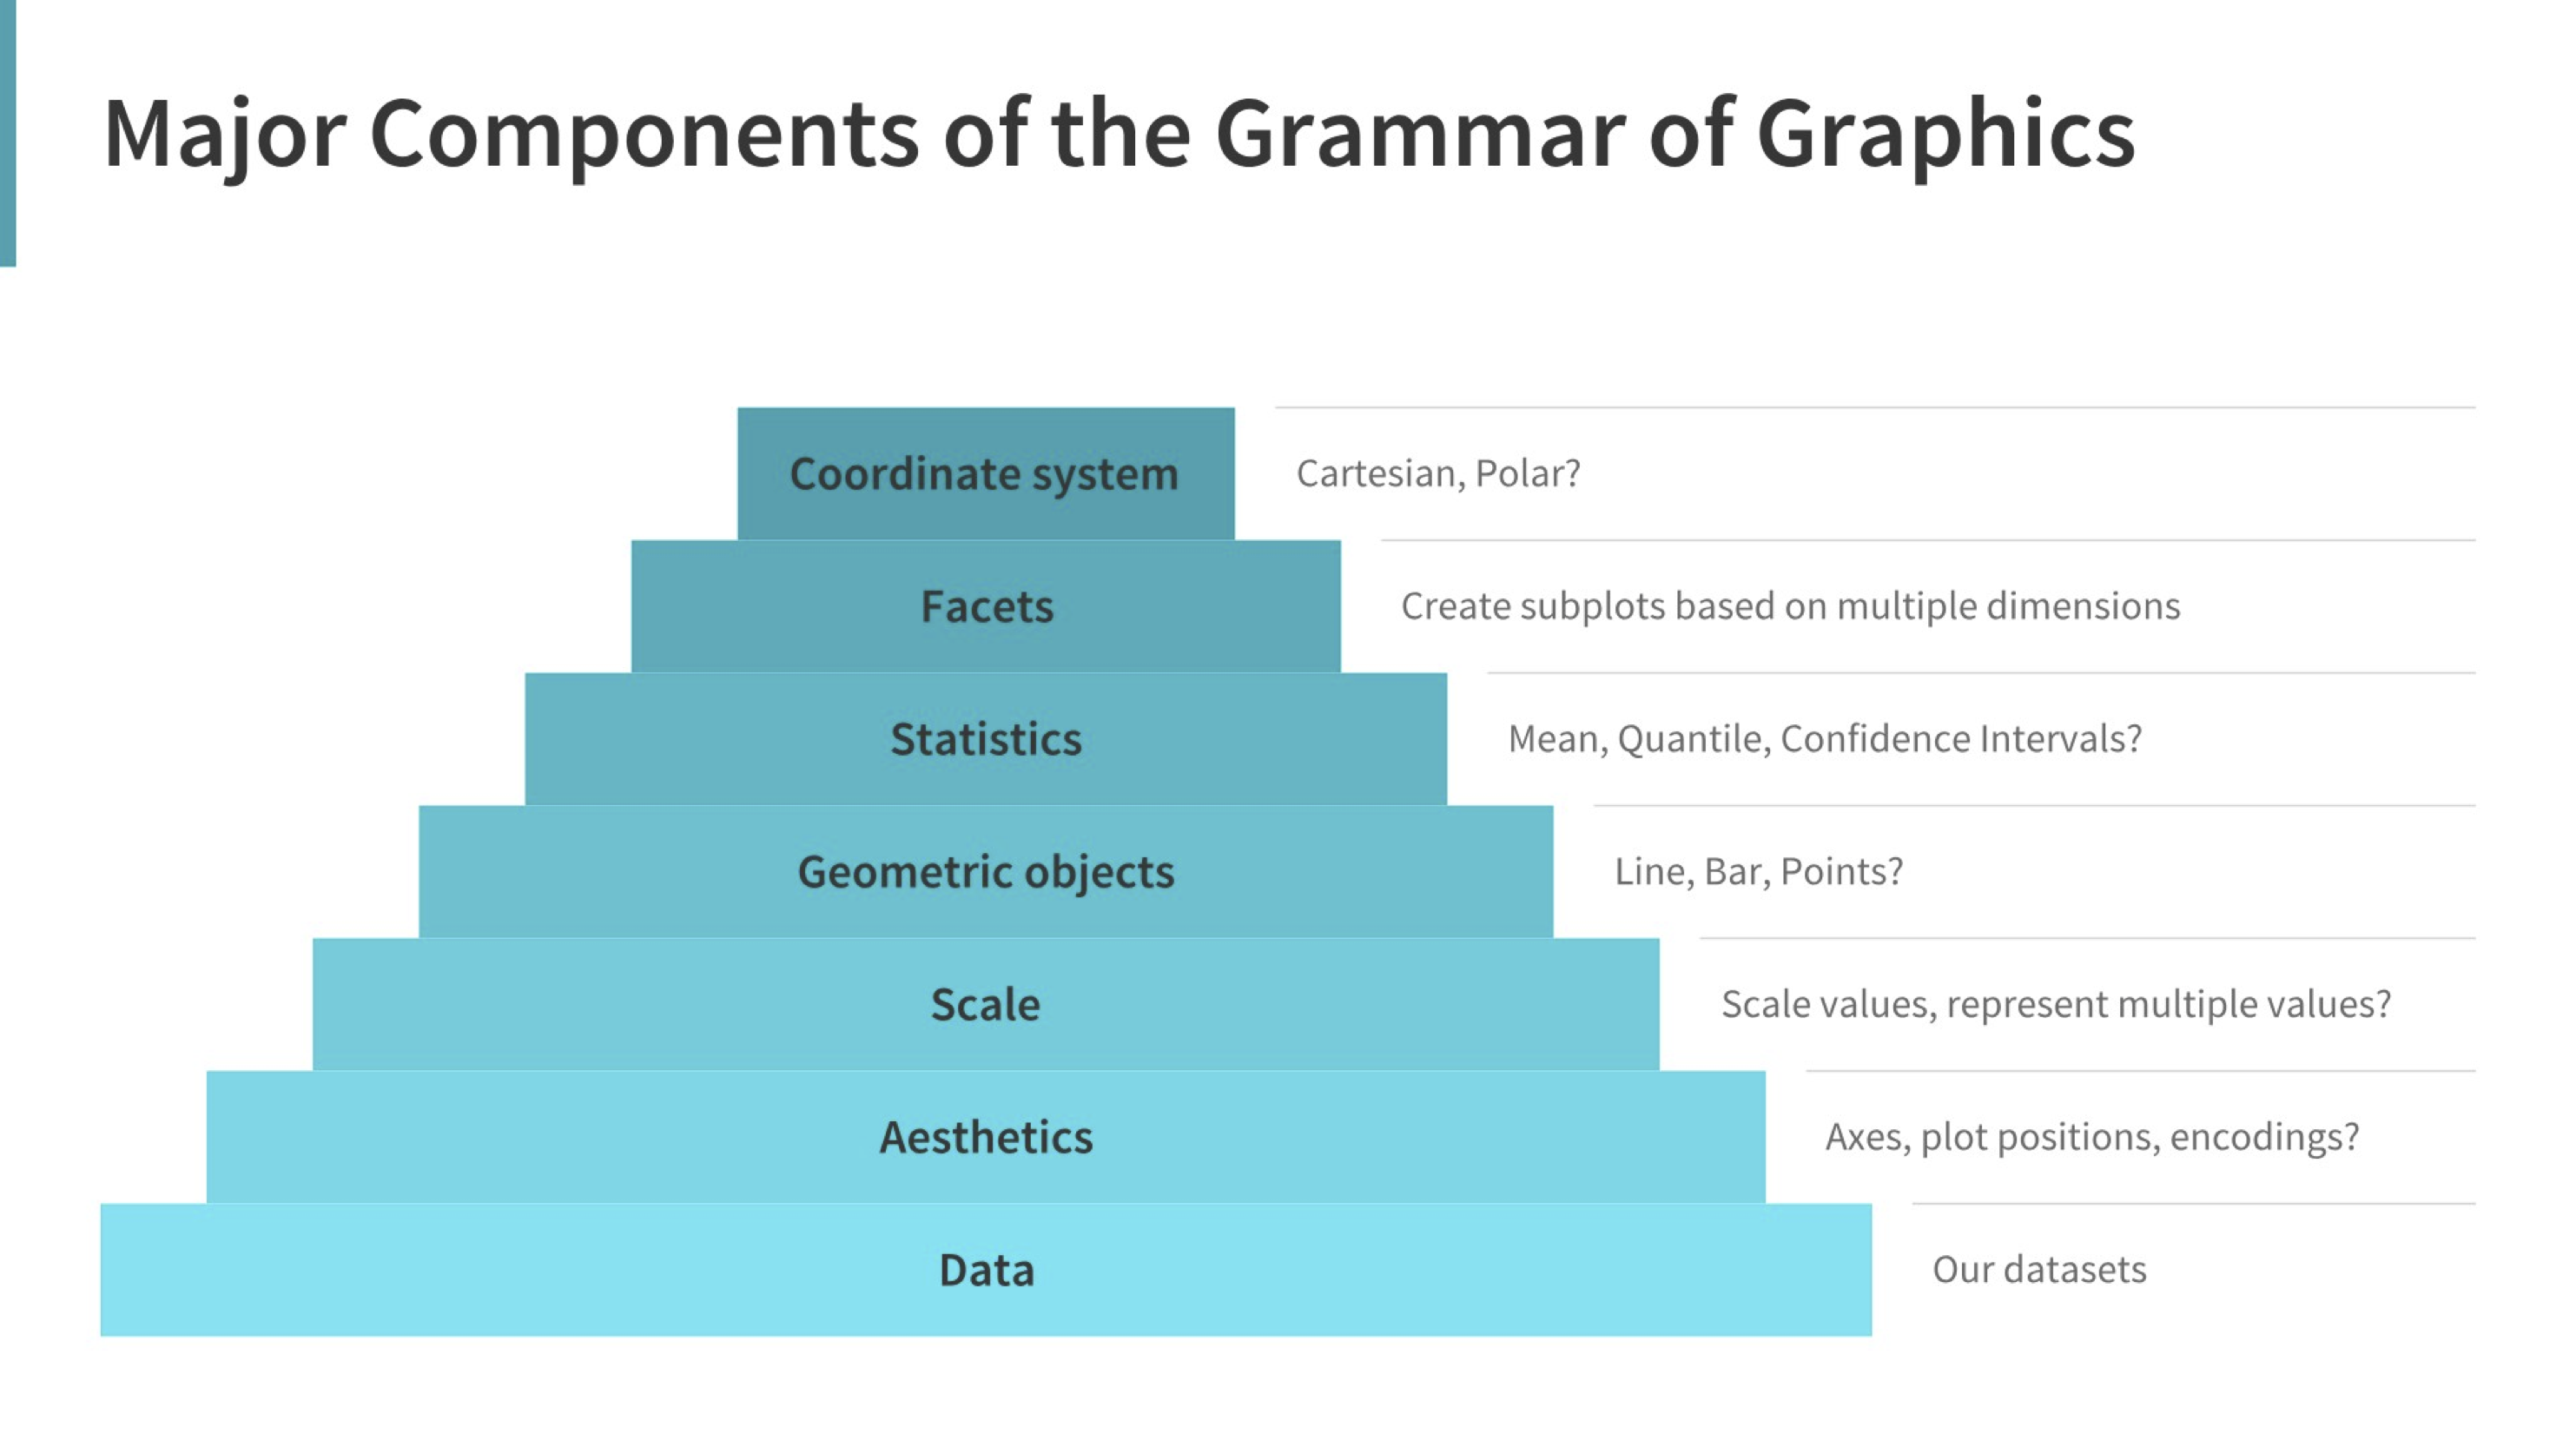 Major Components of the Grammar of Graphics
Coordinate system
Cartesian, Polar?
Facets
Create subplots based on multiple dimensions
Statistics
Mean, Quantile, Confidence Intervals?
Geometric objects
Line, Bar, Points?
Scale
Scale values, represent multiple values?
Aesthetics
Axes, plot positions, encodings?
Data
Our datasets